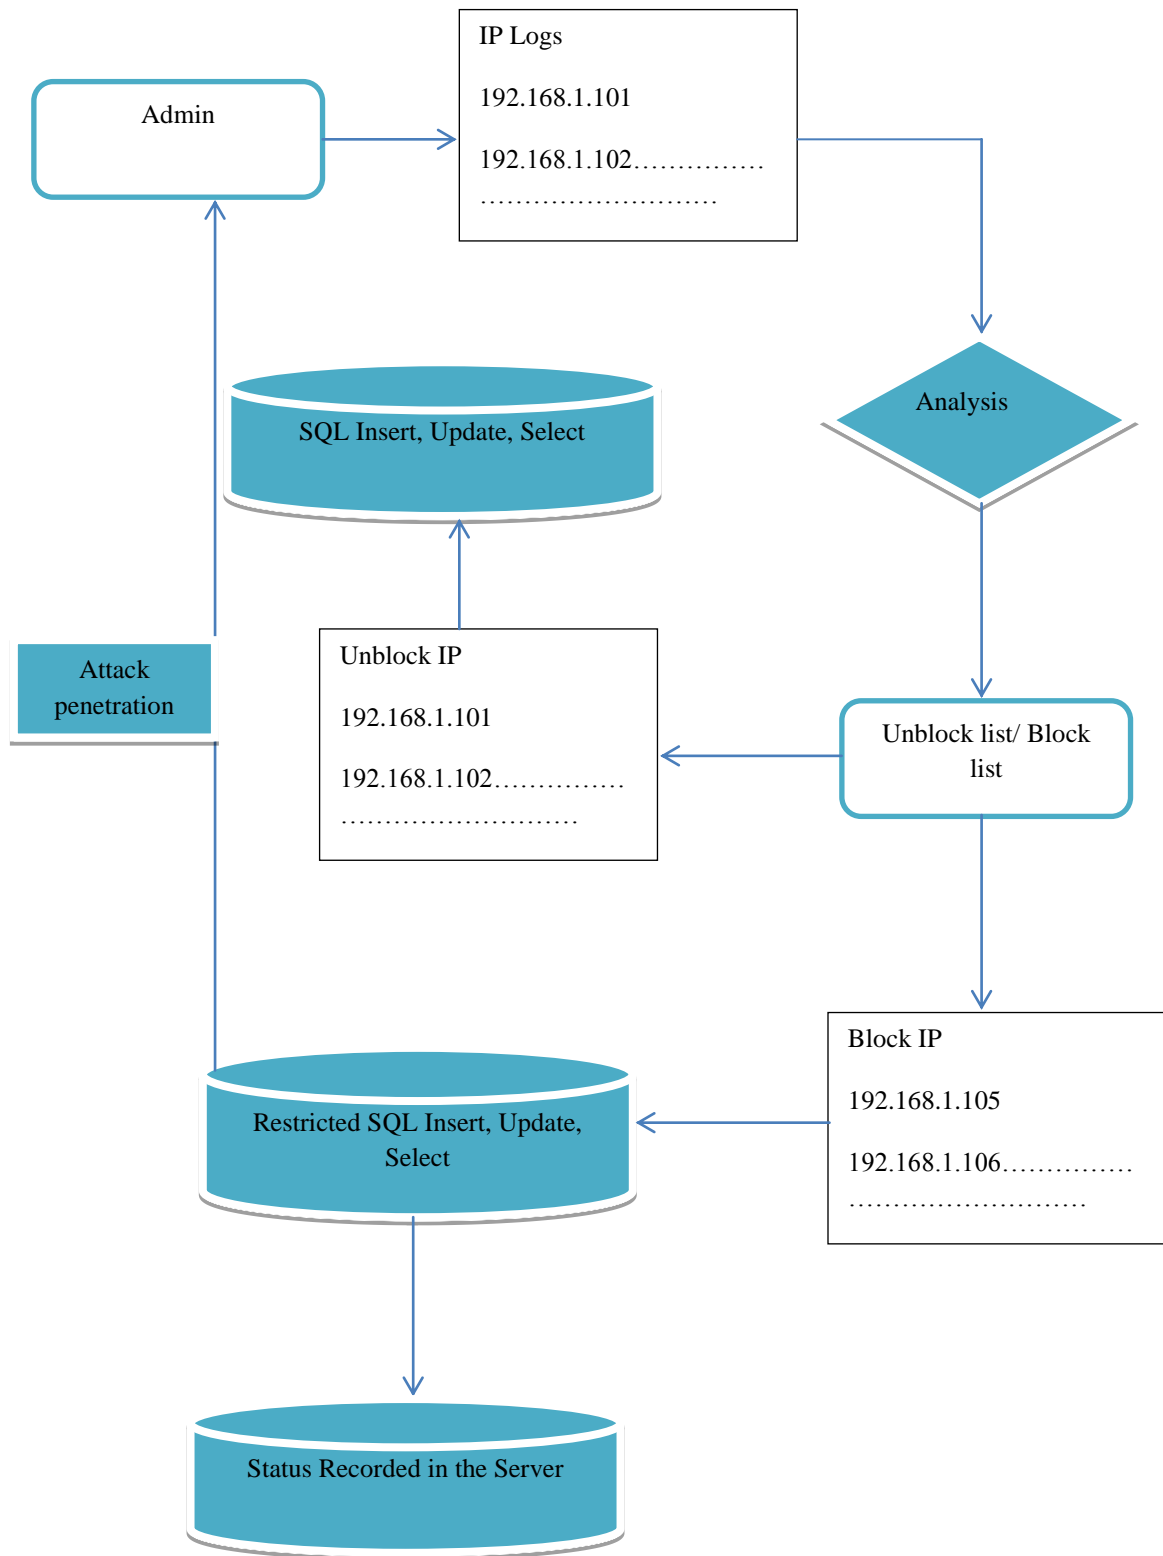 IP Logs
192.168.1.101
192.168.1.102……………
………………………
Admin
Analysis
SQL Insert, Update, Select
Attack
penetration
Unblock IP
192.168.1.101
192.168.1.102……………
………………………
Unblock list/ Block
list
Block IP
192.168.1.105
192.168.1.106……………
………………………
Restricted SQL Insert, Update,
Select
Status Recorded in the Server